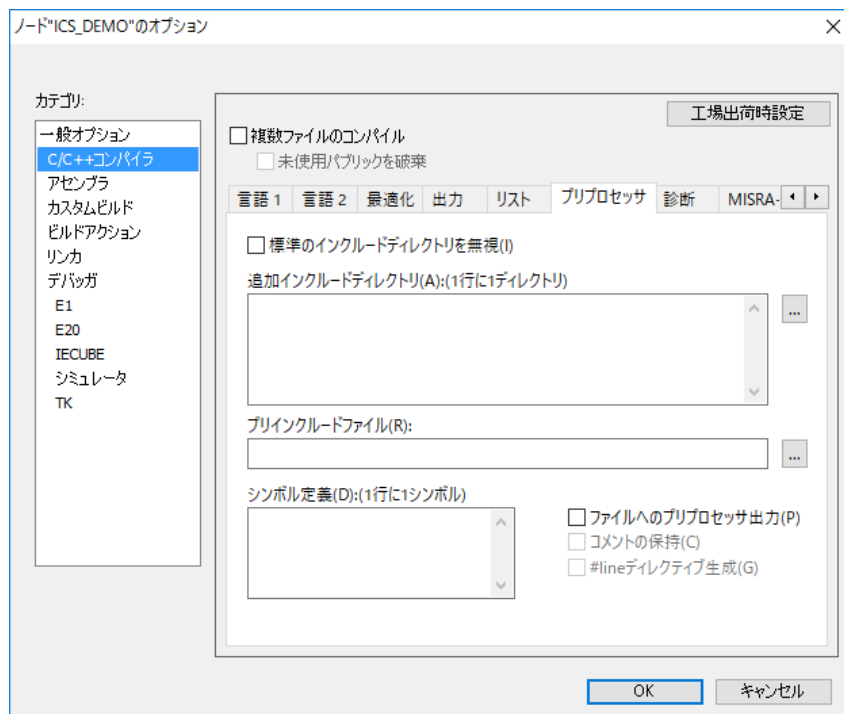 ノード"ICS_DEMO"のオプション
カテゴリ:
一般オプション
C/C++コンパイラ
アセンブラ
カスタムビルド
ビルドアクション
リンカ
デバッガ
E1
E20
IECUBE
シミュレータ
TK
工場出荷時設定
複数ファイルのコンパイル
未使用パブリックを破棄
言語 1 言語 2 最適化 出力 リスト プリプロセッサ 診断 MISRA-
標準のインクルードディレクトリを無視(I)
追加インクルードディレクトリ(A):(1行に1ディレクトリ)
...
プリインクルードファイル(R):
...
シンボル定義(D):(1行に1シンボル)
ファイルへのプリプロセッサ出力(P)
コメントの保持(C)
#lineディレクティブ生成(G)
OK キャンセル